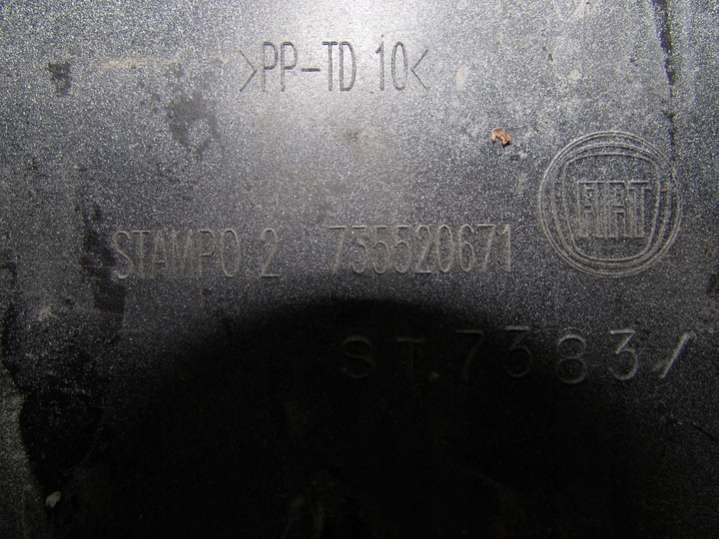 >PP-TD 10<
FIAT
STAMPO 2 735520671
ST.7383/